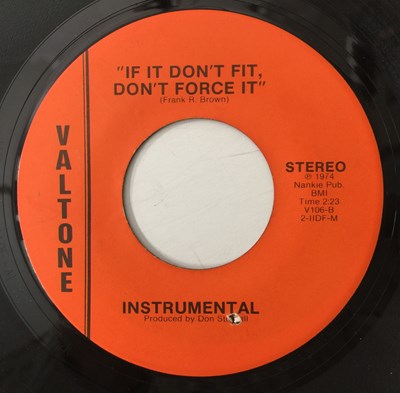 "IF IT DON'T FIT,
DON'T FORCE IT"
(Frank R. Brown)
VALTONE
STEREO
℗ 1974
Nankie Pub.
BMI
Time 2:23
V106-B
2-IIDF-M
INSTRUMENTAL
Produced by Don